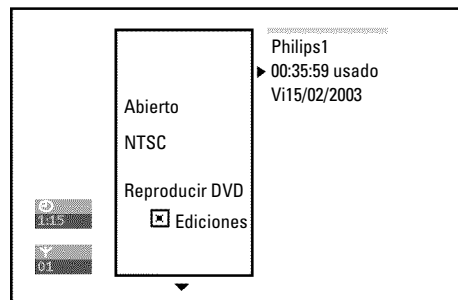 Philips1
00:35:59 usado
Vi15/02/2003
Abierto
NTSC
Reproducir DVD
Ediciones
1:15
01